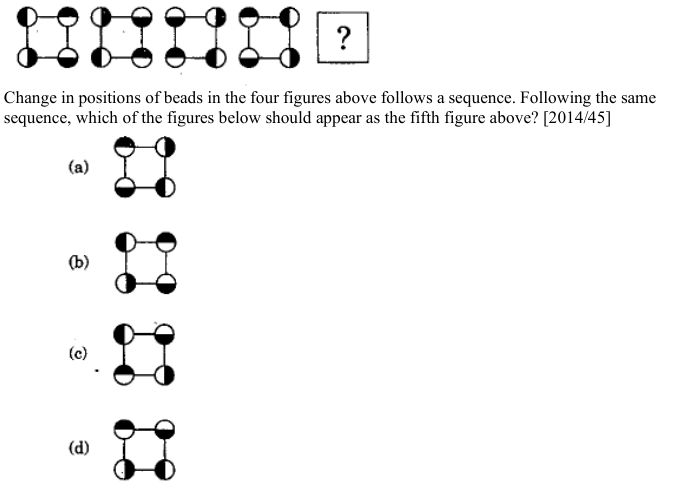 ?
Change in positions of beads in the four figures above follows a sequence. Following the same
sequence, which of the figures below should appear as the fifth figure above? [2014/45]
(a)
(b)
(c)
(d)